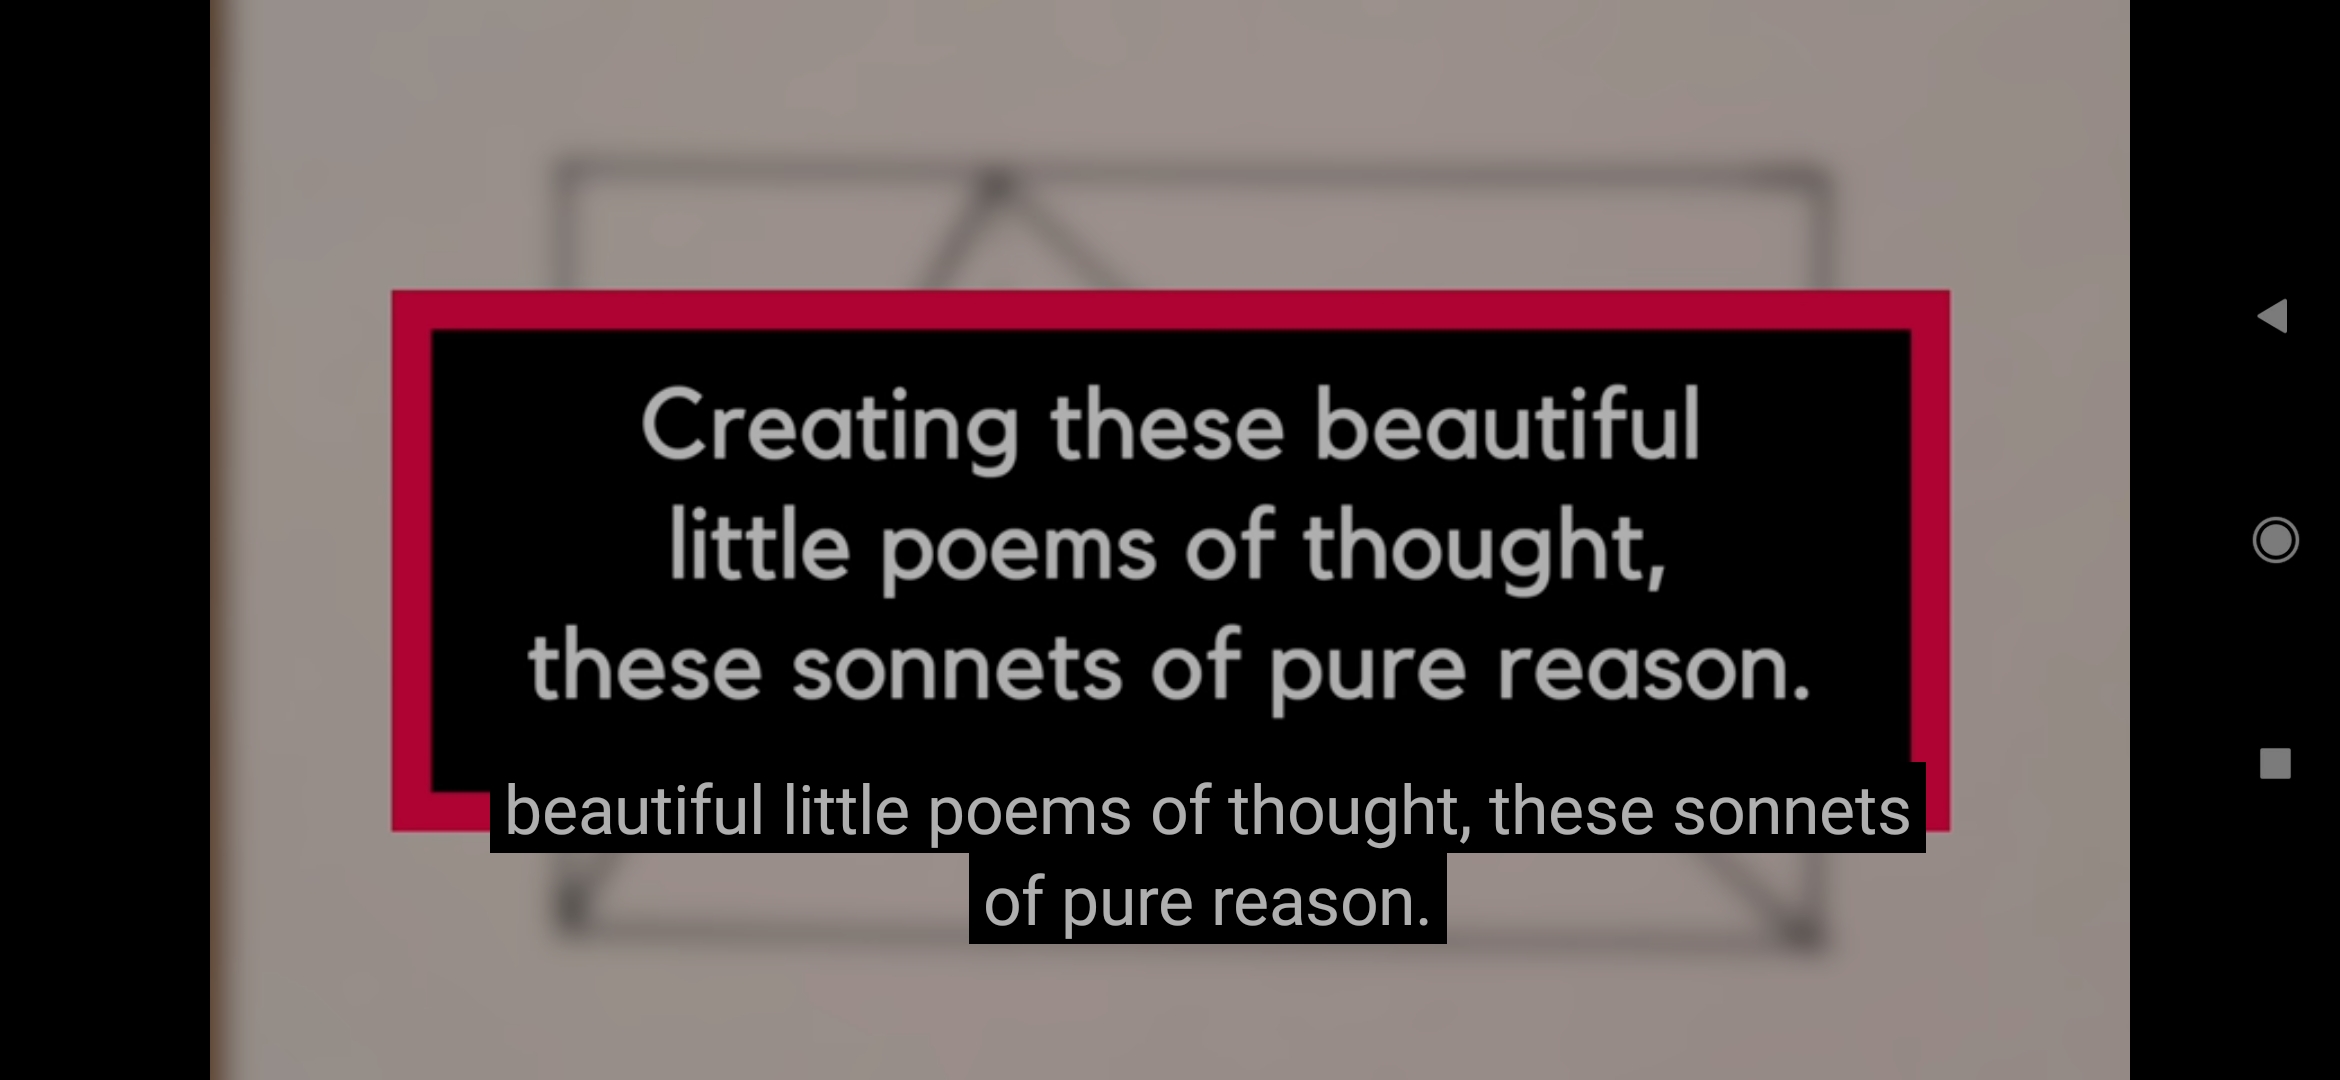 Creating these beautiful
little poems of thought,
these sonnets of pure reason.
beautiful little poems of thought, these sonnets
of pure reason.